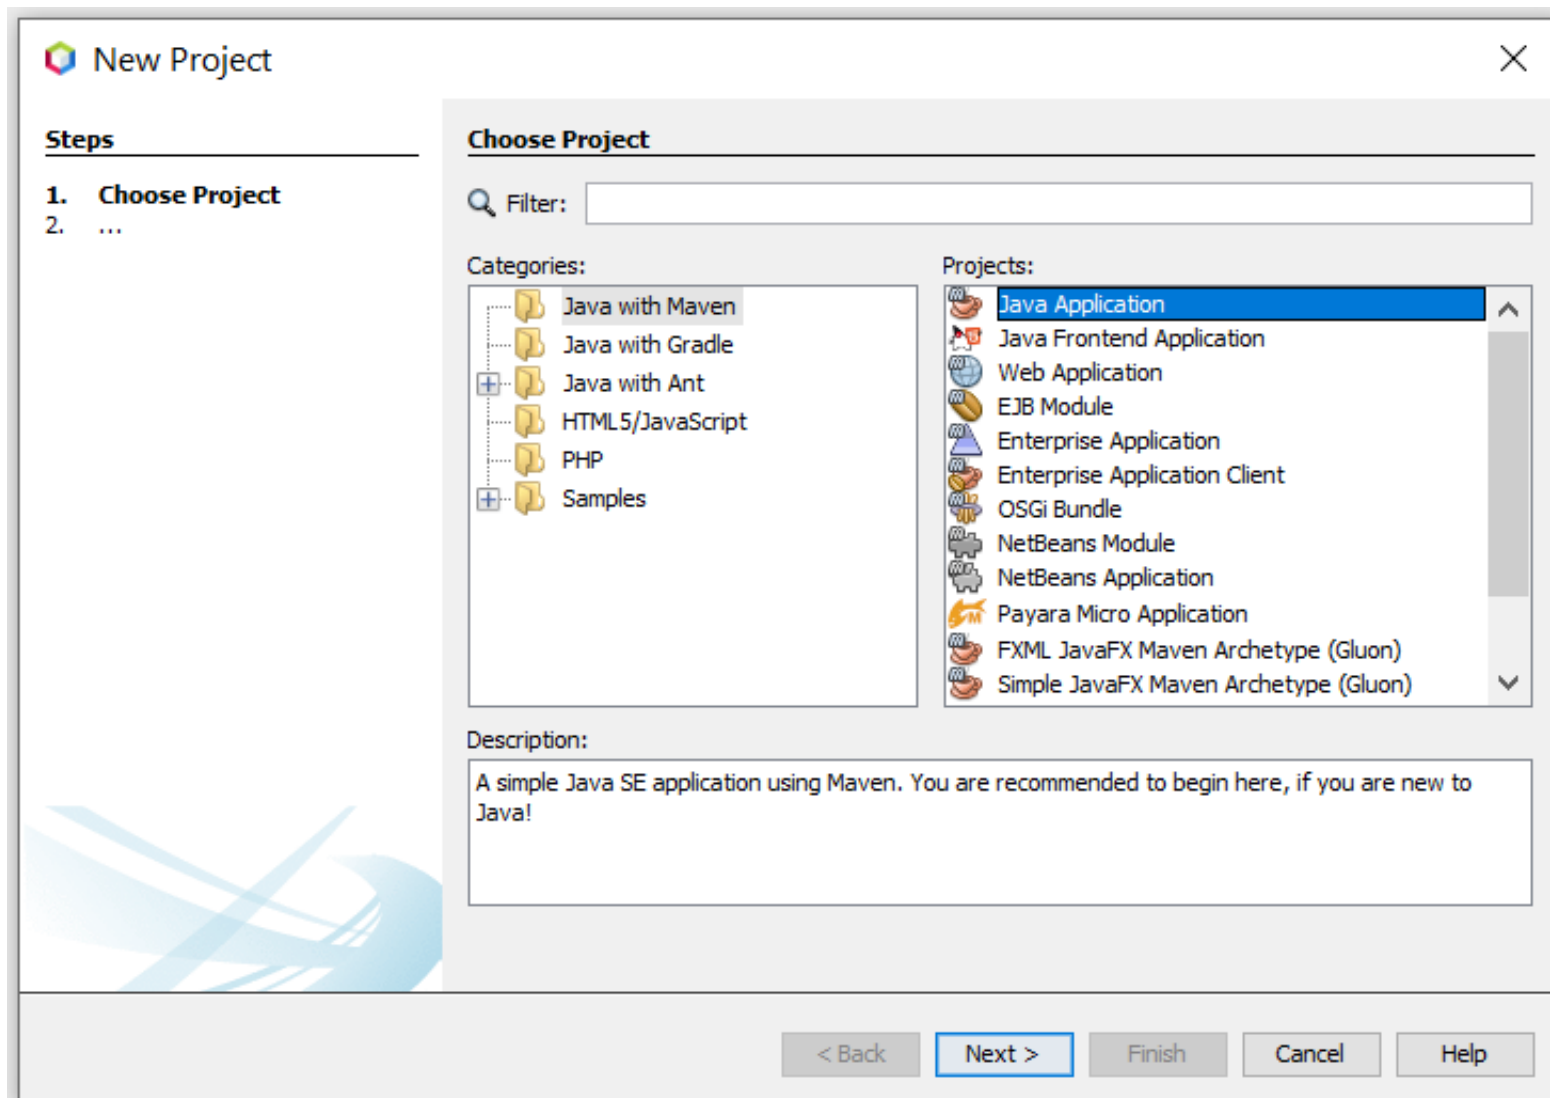 New Project
Steps
1. Choose Project
2. ...
Choose Project
Filter:
Categories:
Java with Maven
Java with Gradle
Java with Ant
HTML5/JavaScript
PHP
Samples
Projects:
Java Application
Java Frontend Application
Web Application
EJB Module
Enterprise Application
Enterprise Application Client
OSGi Bundle
NetBeans Module
NetBeans Application
Payara Micro Application
FXML JavaFX Maven Archetype (Gluon)
Simple JavaFX Maven Archetype (Gluon)
Description:
A simple Java SE application using Maven. You are recommended to begin here, if you are new to
Java!
< Back Next > Finish Cancel Help